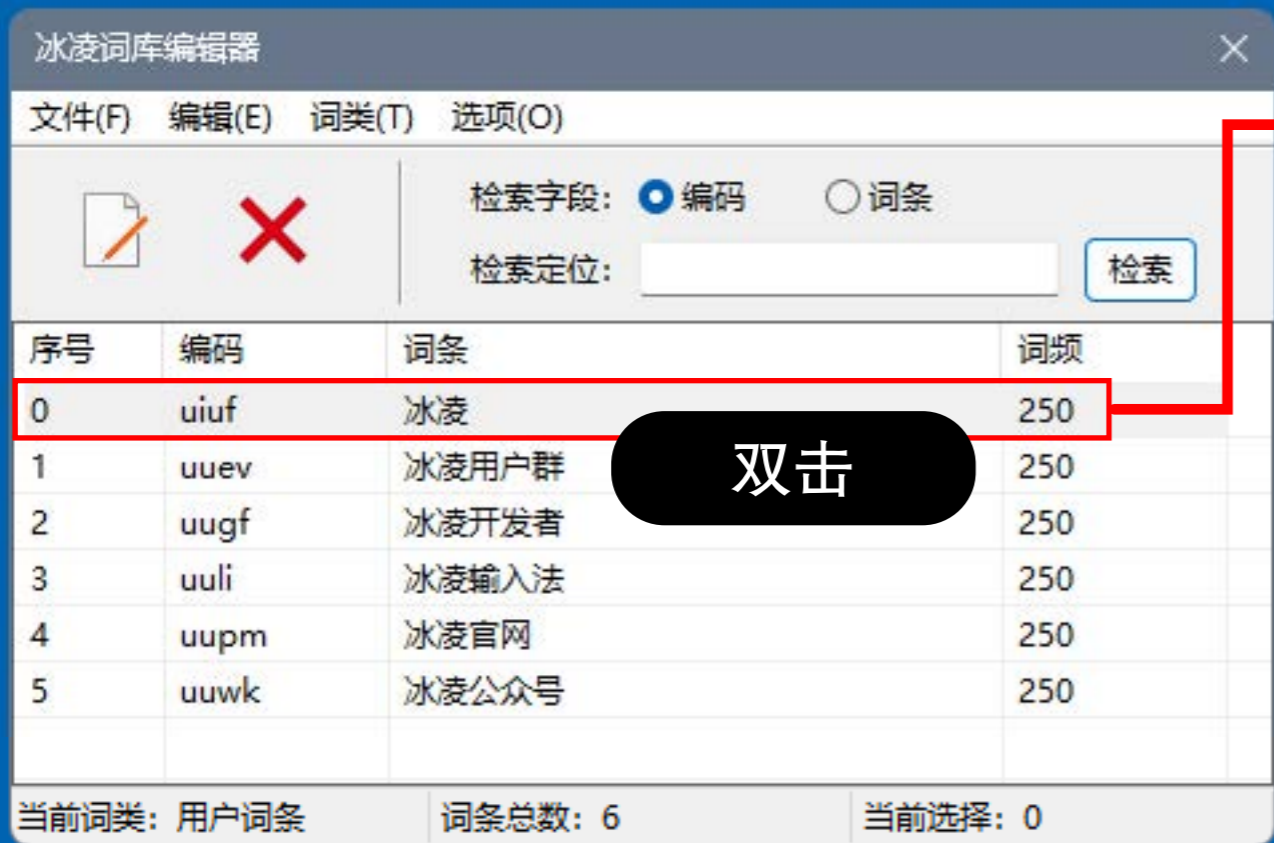 冰凌词库编辑器
文件(F) 编辑(E) 词类(T) 选项(O)
检索字段： 编码 词条
检索定位： 检索
序号 编码 词条 词频
0 uiuf 冰凌 250
双击
1 uuev 冰凌用户群 250
2 uugf 冰凌开发者 250
3 uuli 冰凌输入法 250
4 uupm 冰凌官网 250
5 uuwk 冰凌公众号 250
当前词类：用户词条 词条总数：6 当前选择：0